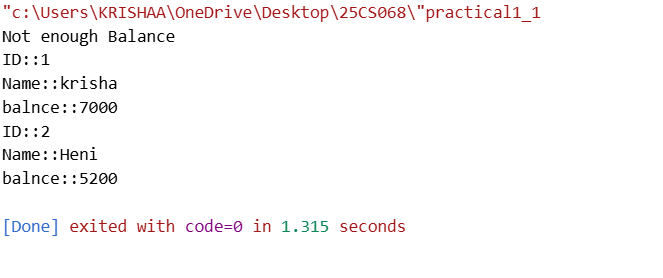 "c:\Users\KRISHAA\OneDrive\Desktop\25CS068\"practical1_1
Not enough Balance
ID::1
Name::krisha
balnce::7000
ID::2
Name::Heni
balnce::5200
[Done] exited with code=0 in 1.315 seconds